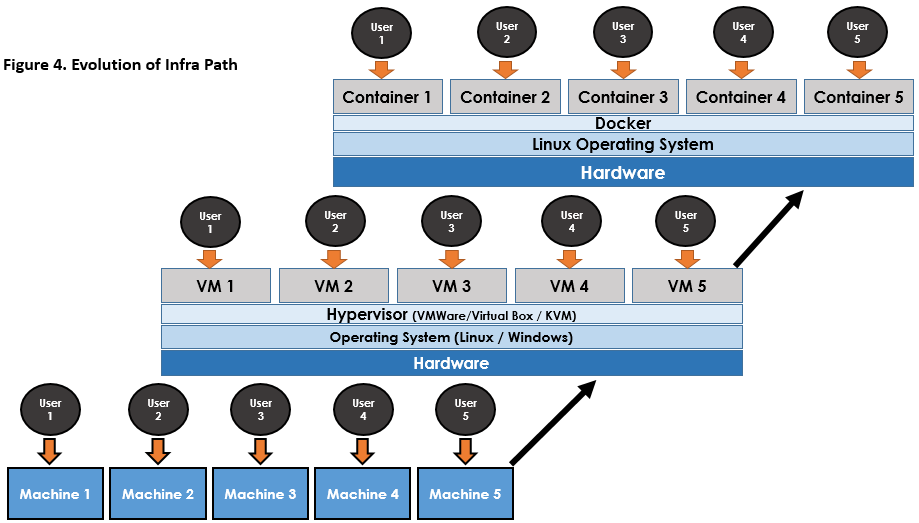 User
1
User
2
User
3
User
4
User
5
Figure 4. Evolution of Infra Path
Container 1
Container 2
Container 3
Container 4
Container 5
Docker
Linux Operating System
Hardware
User
1
User
2
User
3
User
4
User
5
VM 1
VM 2
VM 3
VM 4
VM 5
Hypervisor (VMWare/Virtual Box / KVM)
Operating System (Linux / Windows)
Hardware
User
1
User
2
User
3
User
4
User
5
Machine 1
Machine 2
Machine 3
Machine 4
Machine 5